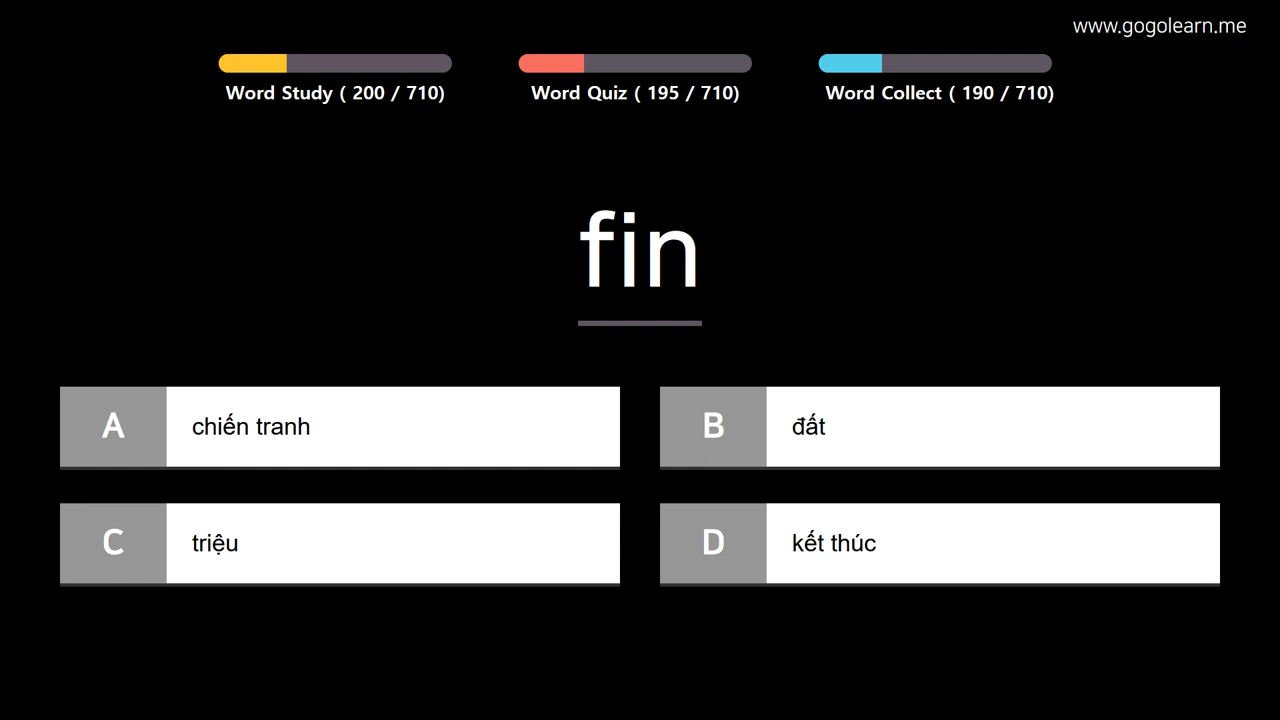 www.gogolearn.me
Word Study ( 200 / 710)
Word Quiz ( 195 / 710)
Word Collect ( 190 / 710)
fin
A chiến tranh
B đất
C triệu
D kết thúc